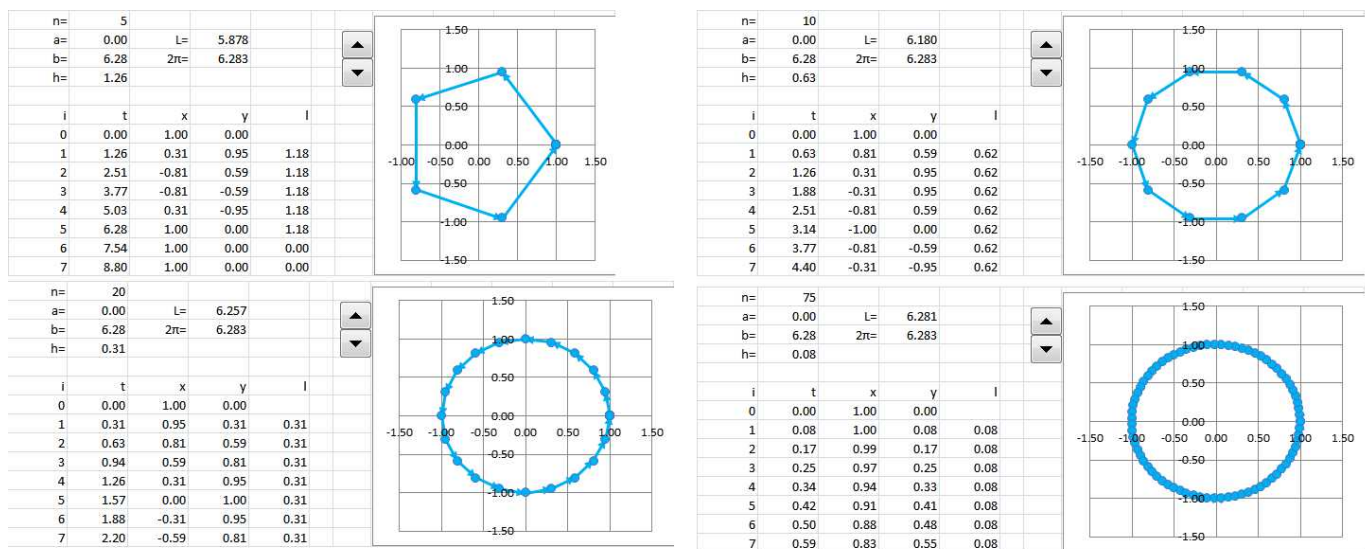 n= 5
a= 0.00 L= 5.878
b= 6.28 2π= 6.283
h= 1.26
i t x y l
0 0.00 1.00 0.00
1 1.26 0.31 0.95 1.18
2 2.51 -0.81 0.59 1.18
3 3.77 -0.81 -0.59 1.18
4 5.03 0.31 -0.95 1.18
5 6.28 1.00 0.00 1.18
6 7.54 1.00 0.00 0.00
7 8.80 1.00 0.00 0.00
1.50
1.00
0.50
0.00
-1.00 -0.50 0.00 0.50 1.00 1.50
-0.50
-1.00
-1.50
n= 10
a= 0.00 L= 6.180
b= 6.28 2π= 6.283
h= 0.63
i t x y l
0 0.00 1.00 0.00
1 0.63 0.81 0.59 0.62
2 1.26 0.31 0.95 0.62
3 1.88 -0.31 0.95 0.62
4 2.51 -0.81 0.59 0.62
5 3.14 -1.00 0.00 0.62
6 3.77 -0.81 -0.59 0.62
7 4.40 -0.31 -0.95 0.62
1.50
1.00
0.50
0.00
-1.50 -1.00 -0.50 0.00 0.50 1.00 1.50
-0.50
-1.00
-1.50
n= 20
a= 0.00 L= 6.257
b= 6.28 2π= 6.283
h= 0.31
i t x y l
0 0.00 1.00 0.00
1 0.31 0.95 0.31 0.31
2 0.63 0.81 0.59 0.31
3 0.94 0.59 0.81 0.31
4 1.26 0.31 0.95 0.31
5 1.57 0.00 1.00 0.31
6 1.88 -0.31 0.95 0.31
7 2.20 -0.59 0.81 0.31
1.50
1.00
0.50
0.00
-1.50 -1.00 -0.50 0.00 0.50 1.00 1.50
-0.50
-1.00
-1.50
n= 75
a= 0.00 L= 6.281
b= 6.28 2π= 6.283
h= 0.08
i t x y l
0 0.00 1.00 0.00
1 0.08 1.00 0.08 0.08
2 0.17 0.99 0.17 0.08
3 0.25 0.97 0.25 0.08
4 0.34 0.94 0.33 0.08
5 0.42 0.91 0.41 0.08
6 0.50 0.88 0.48 0.08
7 0.59 0.83 0.55 0.08
1.50
1.00
0.50
0.00
-1.50 -1.00 -0.50 0.00 0.50 1.00 1.50
-0.50
-1.00
-1.50